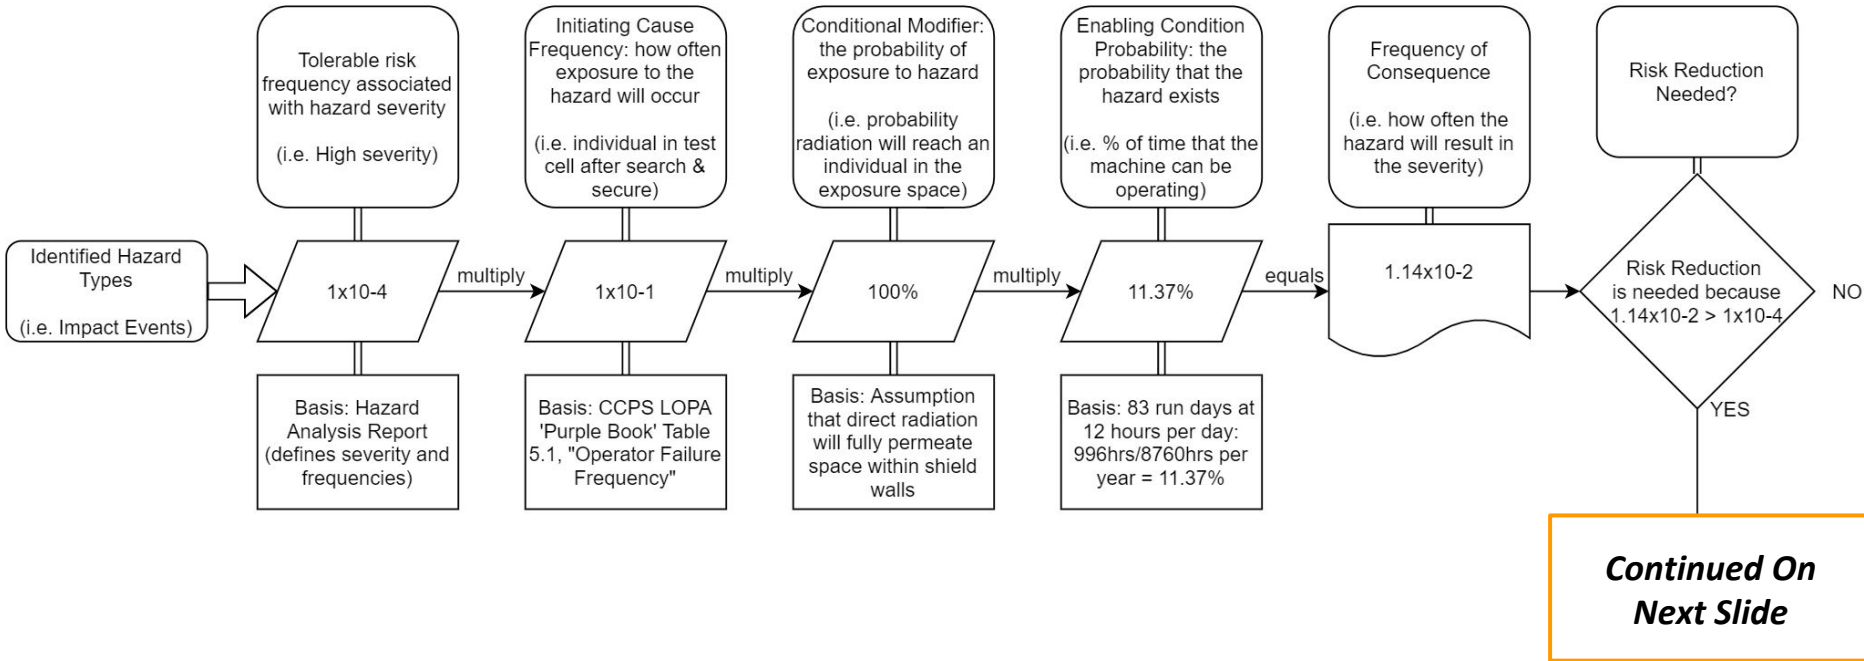 Tolerable risk
frequency associated
with hazard severity
(i.e. High severity)
Initiating Cause
Frequency: how often
exposure to the
hazard will occur
(i.e. individual in test
cell after search &
secure)
Conditional Modifier:
the probability of
exposure to hazard
(i.e. probability
radiation will reach an
individual in the
exposure space)
Enabling Condition
Probability: the
probability that the
hazard exists
(i.e. % of time that the
machine can be
operating)
Frequency of
Consequence
(i.e. how often the
hazard will result in
the severity)
Risk Reduction
Needed?
Identified Hazard
Types
(i.e. Impact Events)
1x10-4
multiply
1x10-1
multiply
100%
multiply
11.37%
equals
1.14x10-2
Risk Reduction
is needed because
1.14x10-2 > 1x10-4
NO
YES
Basis: Hazard
Analysis Report
(defines severity and
frequencies)
Basis: CCPS LOPA
'Purple Book' Table
5.1, "Operator Failure
Frequency"
Basis: Assumption
that direct radiation
will fully permeate
space within shield
walls
Basis: 83 run days at
12 hours per day:
996hrs/8760hrs per
year = 11.37%
Continued On
Next Slide